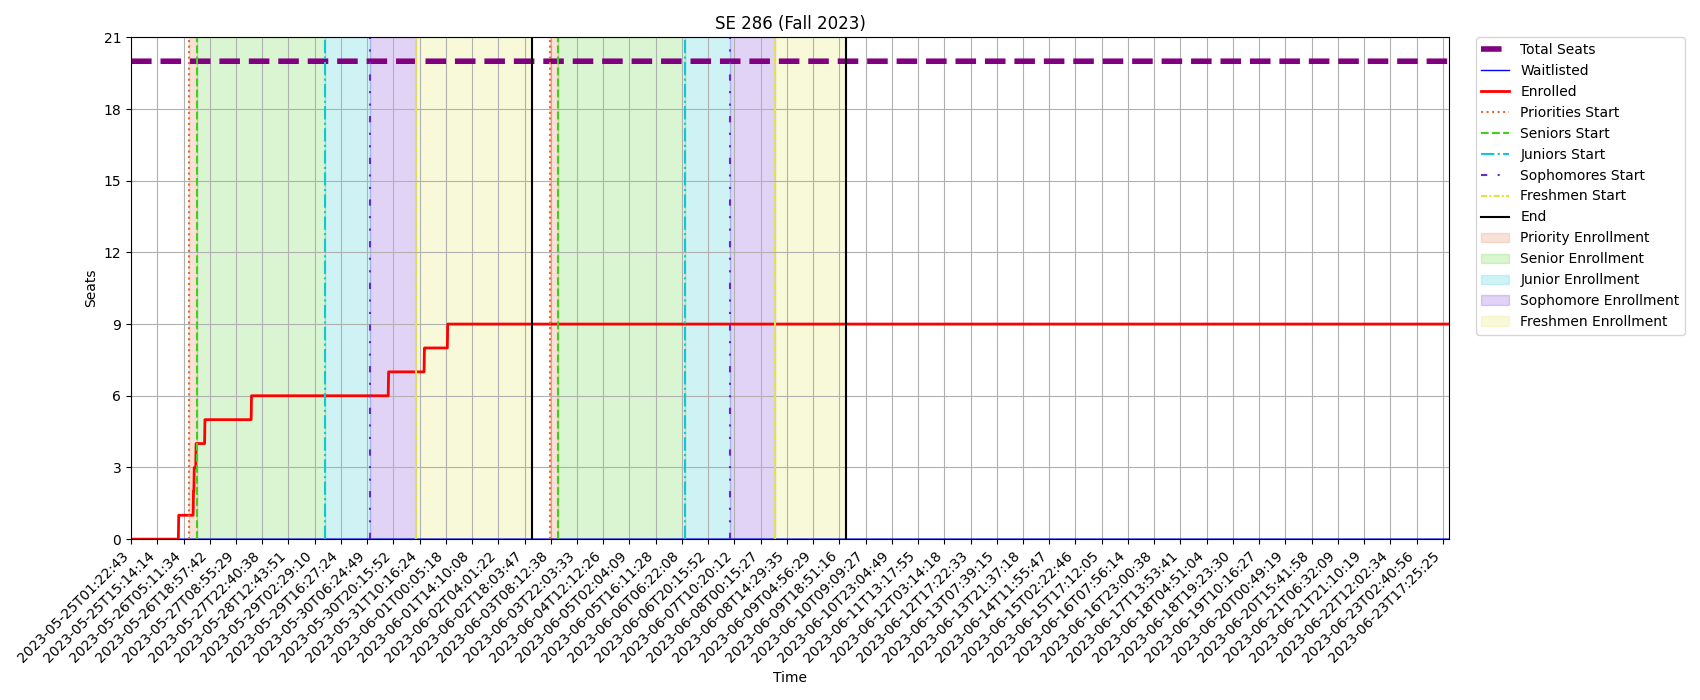 SE 286 (Fall 2023)
21
18
15
12
9
6
3
0
Seats
2023-05-25T01:22:43
2023-05-25T15:14:14
2023-05-26T05:11:34
2023-05-26T18:57:42
2023-05-27T08:55:29
2023-05-27T22:40:38
2023-05-28T12:43:51
2023-05-29T02:29:10
2023-05-29T16:27:24
2023-05-30T06:24:49
2023-05-30T20:15:52
2023-05-31T10:16:24
2023-06-01T00:05:18
2023-06-01T14:10:09
2023-06-02T04:01:22
2023-06-02T18:03:47
2023-06-03T08:12:38
2023-06-03T22:03:33
2023-06-04T12:12:26
2023-06-05T02:04:09
2023-06-05T16:11:28
2023-06-06T06:22:08
2023-06-06T20:15:52
2023-06-07T10:20:12
2023-06-08T00:15:27
2023-06-08T14:29:35
2023-06-09T04:56:29
2023-06-09T18:51:16
2023-06-10T09:09:27
2023-06-10T23:04:49
2023-06-11T13:17:55
2023-06-12T03:14:18
2023-06-12T17:22:33
2023-06-13T07:39:15
2023-06-13T21:37:18
2023-06-14T11:55:47
2023-06-15T02:22:46
2023-06-15T17:12:05
2023-06-16T07:56:14
2023-06-16T23:00:38
2023-06-17T13:53:41
2023-06-18T04:51:04
2023-06-18T19:23:30
2023-06-19T10:16:27
2023-06-20T00:49:19
2023-06-20T15:41:58
2023-06-21T06:32:09
2023-06-21T21:10:19
2023-06-22T12:02:34
2023-06-23T02:40:56
2023-06-23T17:25:25
Time
Total Seats
Waitlisted
Enrolled
Priorities Start
Seniors Start
Juniors Start
Sophomores Start
Freshmen Start
End
Priority Enrollment
Senior Enrollment
Junior Enrollment
Sophomore Enrollment
Freshmen Enrollment